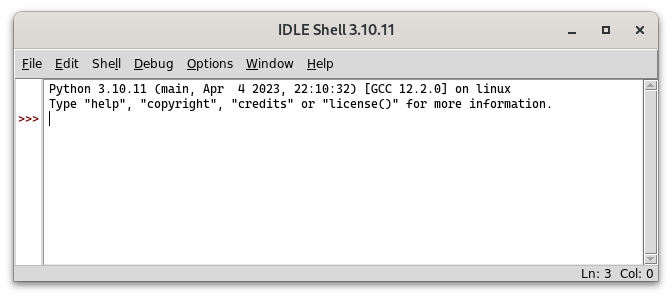 IDLE Shell 3.10.11
File Edit Shell Debug Options Window Help
Python 3.10.11 (main, Apr  4 2023, 22:10:32) [GCC 12.2.0] on linux
Type "help", "copyright", "credits" or "license()" for more information.
>>>
Ln: 3 Col: 0